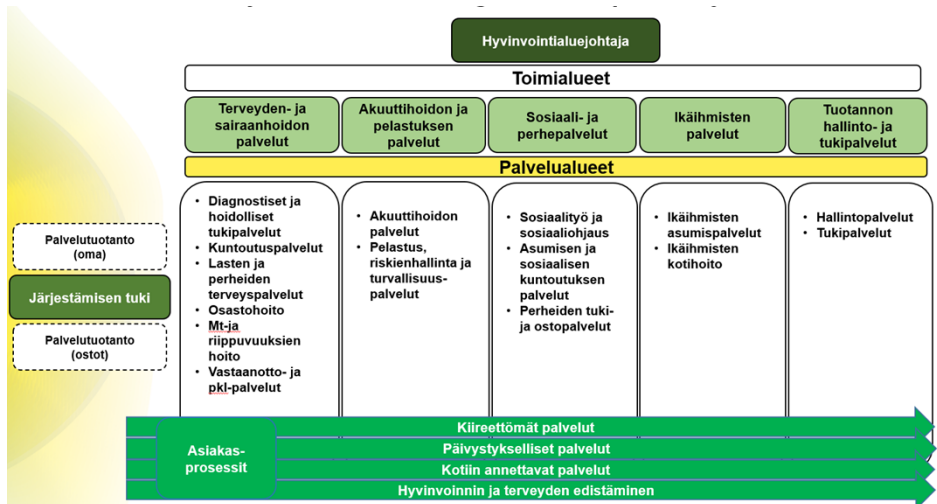 Hyvinvointialuejohtaja
Toimialueet
Terveyden- ja
sairaanhoidon
palvelut
Akuuttihoidon ja
pelastuksen
palvelut
Sosiaali- ja
perhepalvelut
Ikäihmisten
palvelut
Tuotannon
hallinto- ja
tukipalvelut
Palvelualueet
Palvelutuotanto
(oma)
Järjestämisen tuki
Palvelutuotanto
(ostot)
• Diagnostiset ja
hoidolliset
tukipalvelut
• Kuntoutuspalvelut
• Lasten ja
perheiden
terveyspalvelut
• Osastohoito
• Mt-ja
riippuvuuksien
hoito
• Vastaanotto- ja
pkl-palvelut
• Akuuttihoidon
palvelut
• Pelastus,
riskienhallinta ja
turvallisuus-
palvelut
• Sosiaalityö ja
sosiaaliohjaus
• Asumisen ja
sosiaalisen
kuntoutuksen
palvelut
• Perheiden tuki-
ja ostopalvelut
• Ikäihmisten
asumispalvelut
• Ikäihmisten
kotihoito
• Hallintopalvelut
• Tukipalvelut
Asiakas-
prosessit
Kiireettömät palvelut
Päivystykselliset palvelut
Kotiin annettavat palvelut
Hyvinvoinnin ja terveyden edistäminen